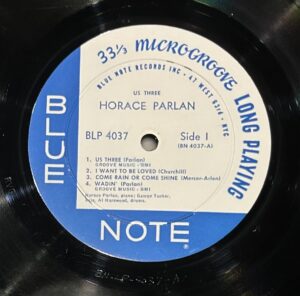 33 1/3 MICROGROOVE LONG PLAYING
BLUE NOTE RECORDS INC • 47 WEST 63rd • NYC
US THREE
HORACE PARLAN
BLP 4037
Side 1
(BN 4037-A)
1. US THREE (Parlan)
GROOVE MUSIC - BMI
2. I WANT TO BE LOVED (Churchill)
3. COME RAIN OR COME SHINE (Mercer-Arlen)
4. WADIN' (Parlan)
GROOVE MUSIC - BMI
Horace Parlan, piano; George Tucker,
Al Harewood, drums.
BLUE
NOTE